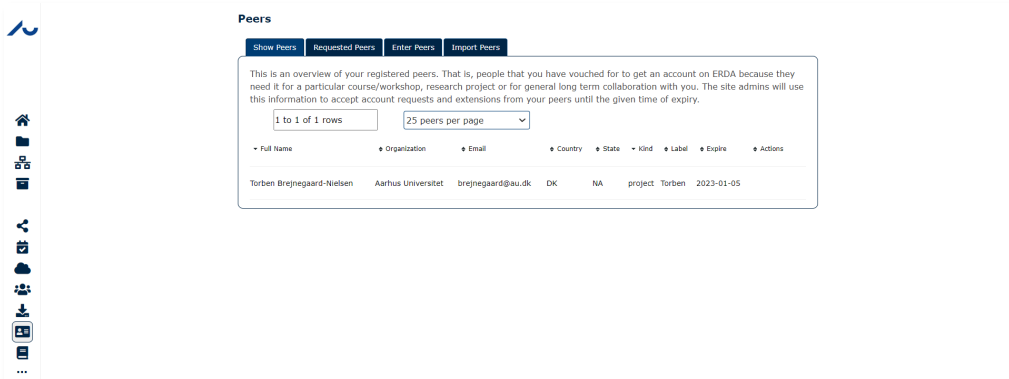 Peers
Show Peers Requested Peers Enter Peers Import Peers
This is an overview of your registered peers. That is, people that you have vouched for to get an account on ERDA because they
need it for a particular course/workshop, research project or for general long term collaboration with you. The site admins will use
this information to accept account requests and extensions from your peers until the given time of expiry.
1 to 1 of 1 rows 25 peers per page
Full Name Organization Email Country State Kind Label Expire Actions
Torben Brejnegaard-Nielsen Aarhus Universitet brejnegaard@au.dk DK NA project Torben 2023-01-05